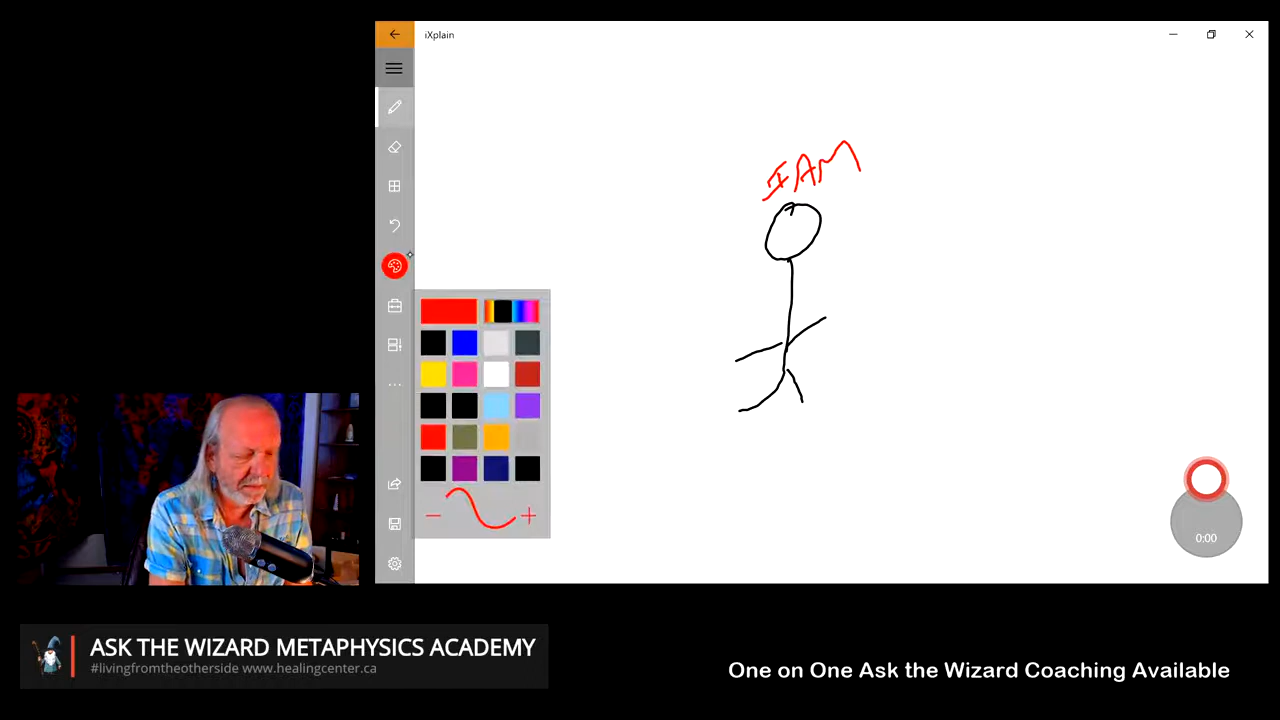 iXplain
I AM
0:00
ASK THE WIZARD METAPHYSICS ACADEMY
#livingfromtheotherside www.healingcenter.ca
One on One Ask the Wizard Coaching Available